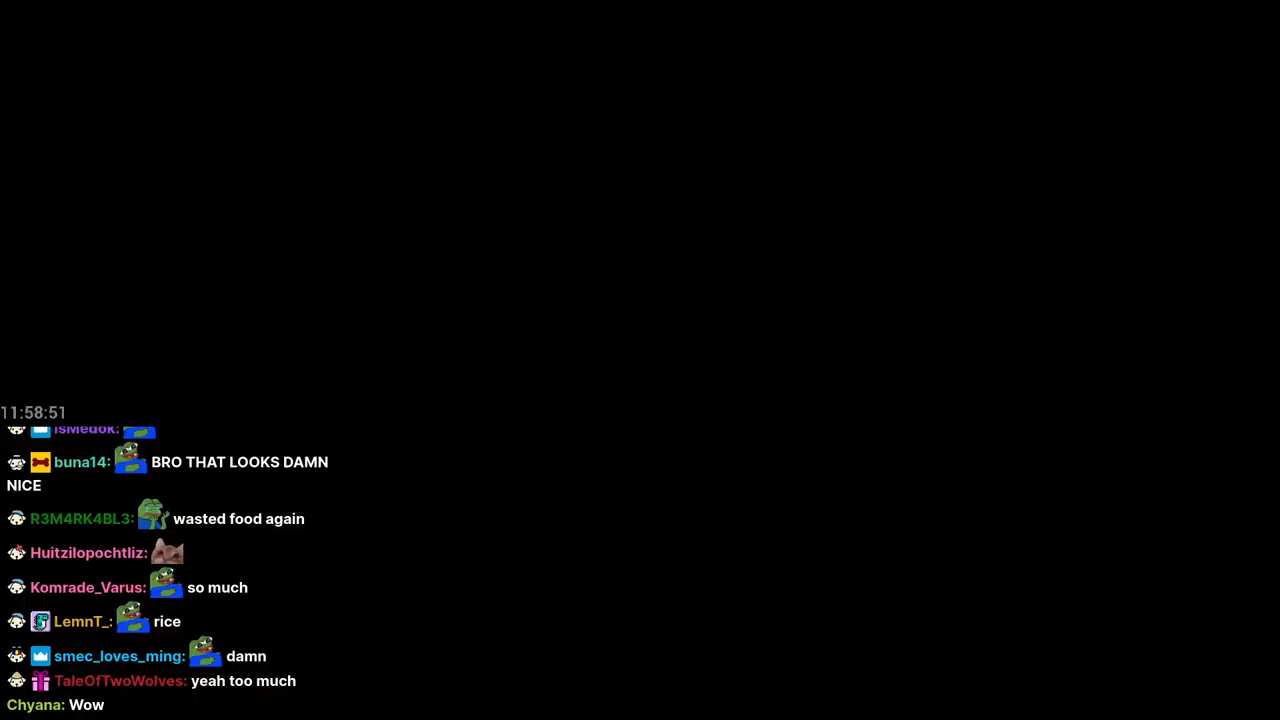 11:58:51
IsMedok:
buna14: BRO THAT LOOKS DAMN
NICE
R3M4RK4BL3: wasted food again
Huitzilopochtliz:
Komrade_Varus: so much
LemnT_: rice
smec_loves_ming: damn
TaleOfTwoWolves: yeah too much
Chyana: Wow